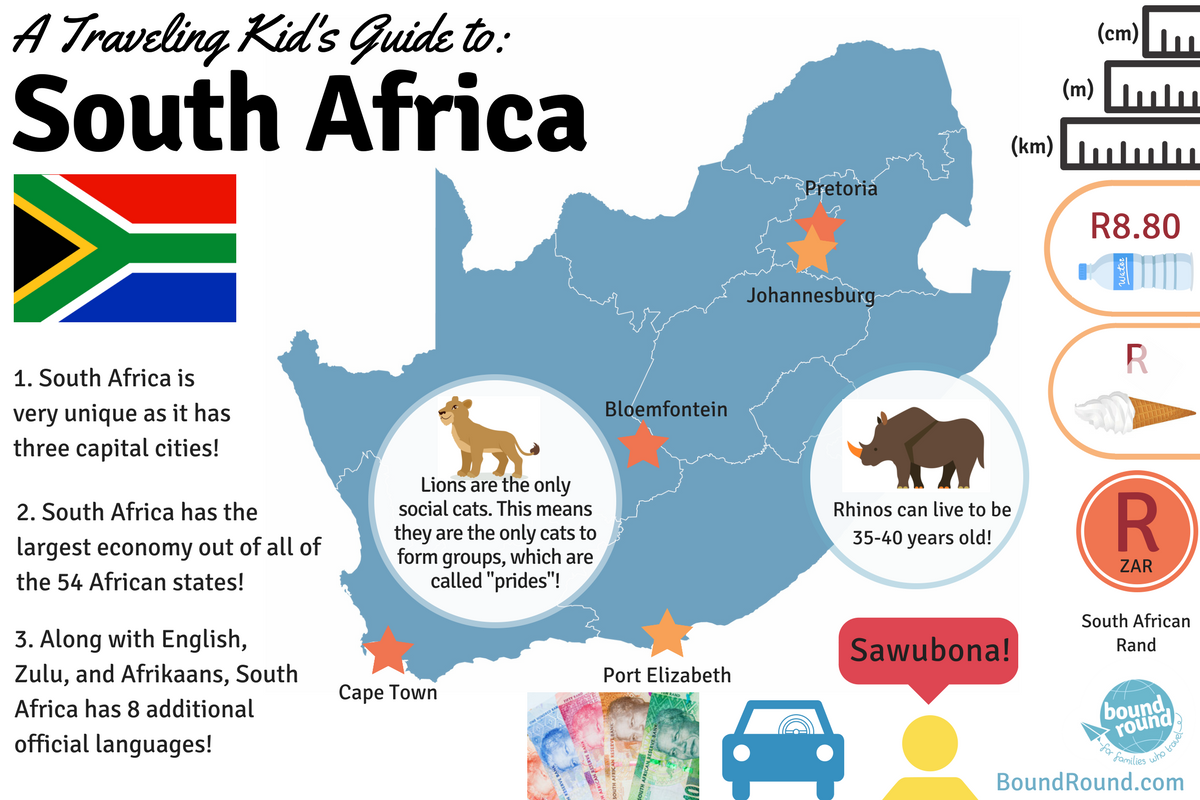 A Traveling Kid's Guide to:
South Africa
(cm)
(m)
(km)
Pretoria
Johannesburg
R8.80
Water
R
1. South Africa is
very unique as it has
three capital cities!
2. South Africa has the
largest economy out of all of
the 54 African states!
3. Along with English,
Zulu, and Afrikaans, South
Africa has 8 additional
official languages!
Bloemfontein
Lions are the only
social cats. This means
they are the only cats to
form groups, which are
called "prides"!
Rhinos can live to be
35-40 years old!
R
ZAR
South African
Rand
Cape Town
Port Elizabeth
Sawubona!
bound
round
for families who travel
BoundRound.com